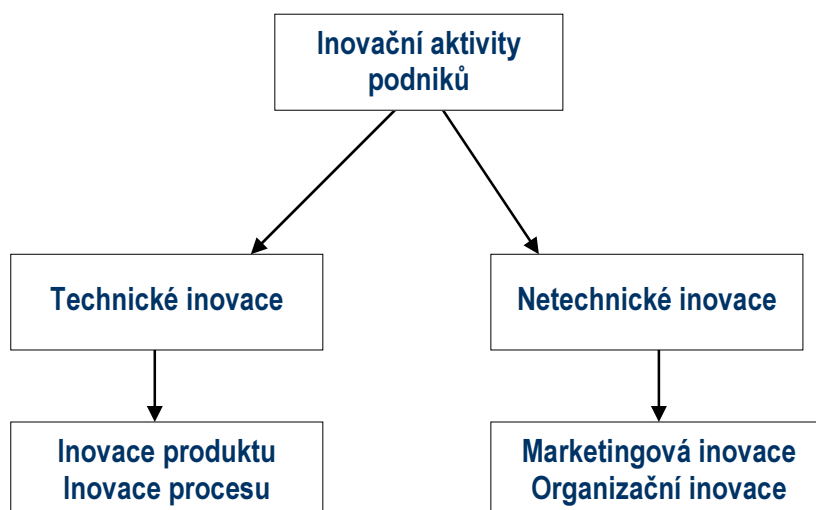 Inovační aktivity
podniků
Technické inovace
Netechnické inovace
Inovace produktu
Inovace procesu
Marketingová inovace
Organizační inovace